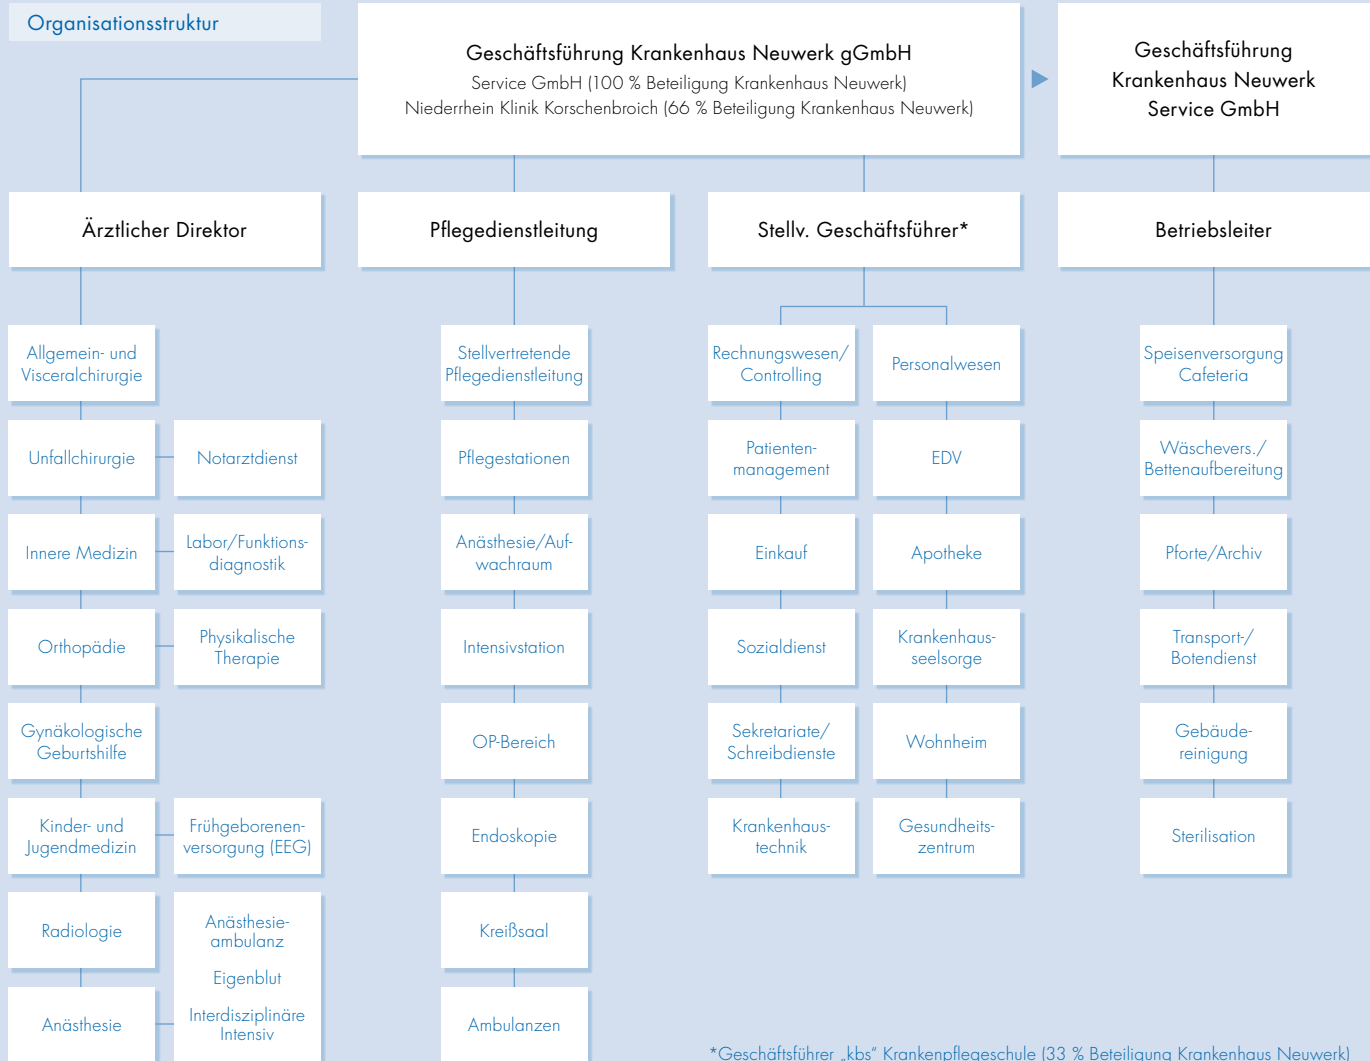 Organisationsstruktur
Geschäftsführung Krankenhaus Neuwerk gGmbH
Service GmbH (100 % Beteiligung Krankenhaus Neuwerk)
Niederrhein Klinik Korschenbroich (66 % Beteiligung Krankenhaus Neuwerk)
Geschäftsführung
Krankenhaus Neuwerk
Service GmbH
Ärztlicher Direktor
Pflegedienstleitung
Stellv. Geschäftsführer*
Betriebsleiter
Allgemein- und
Visceralchirurgie
Unfallchirurgie
Notarztdienst
Innere Medizin
Labor/Funktions-
diagnostik
Orthopädie
Physikalische
Therapie
Gynäkologische
Geburtshilfe
Kinder- und
Jugendmedizin
Frühgeborenen-
versorgung (EEG)
Radiologie
Anästhesie
Anästhesie-
ambulanz
Eigenblut
Interdisziplinäre
Intensiv
Stellvertretende
Pflegedienstleitung
Pflegestationen
Anästhesie/Auf-
wachraum
Intensivstation
OP-Bereich
Endoskopie
Kreißsaal
Ambulanzen
Rechnungswesen/
Controlling
Patienten-
management
Einkauf
Sozialdienst
Sekretariate/
Schreibdienste
Krankenhaus-
technik
Personalwesen
EDV
Apotheke
Krankenhaus-
seelsorge
Wohnheim
Gesundheits-
zentrum
Speisenversorgung
Cafeteria
Wäschevers./
Bettenaufbereitung
Pforte/Archiv
Transport-/
Botendienst
Gebäude-
reinigung
Sterilisation
*Geschäftsführer „kbs“ Krankenpflegeschule (33 % Beteiligung Krankenhaus Neuwerk)